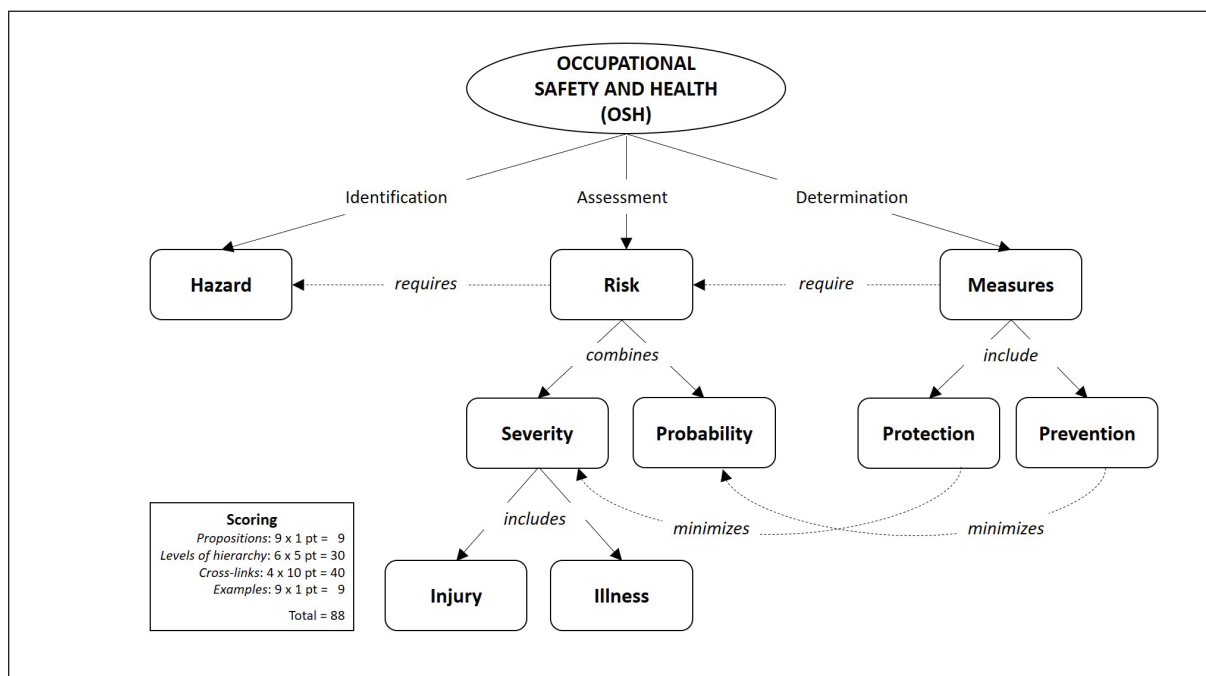 OCCUPATIONAL
SAFETY AND HEALTH
(OSH)
Identification
Assessment
Determination
Hazard
requires
Risk
require
Measures
combines
include
Severity
Probability
Protection
Prevention
includes
minimizes
minimizes
Injury
Illness
Scoring
Propositions: 9 x 1 pt = 9
Levels of hierarchy: 6 x 5 pt = 30
Cross-links: 4 x 10 pt = 40
Examples: 9 x 1 pt = 9
Total = 88